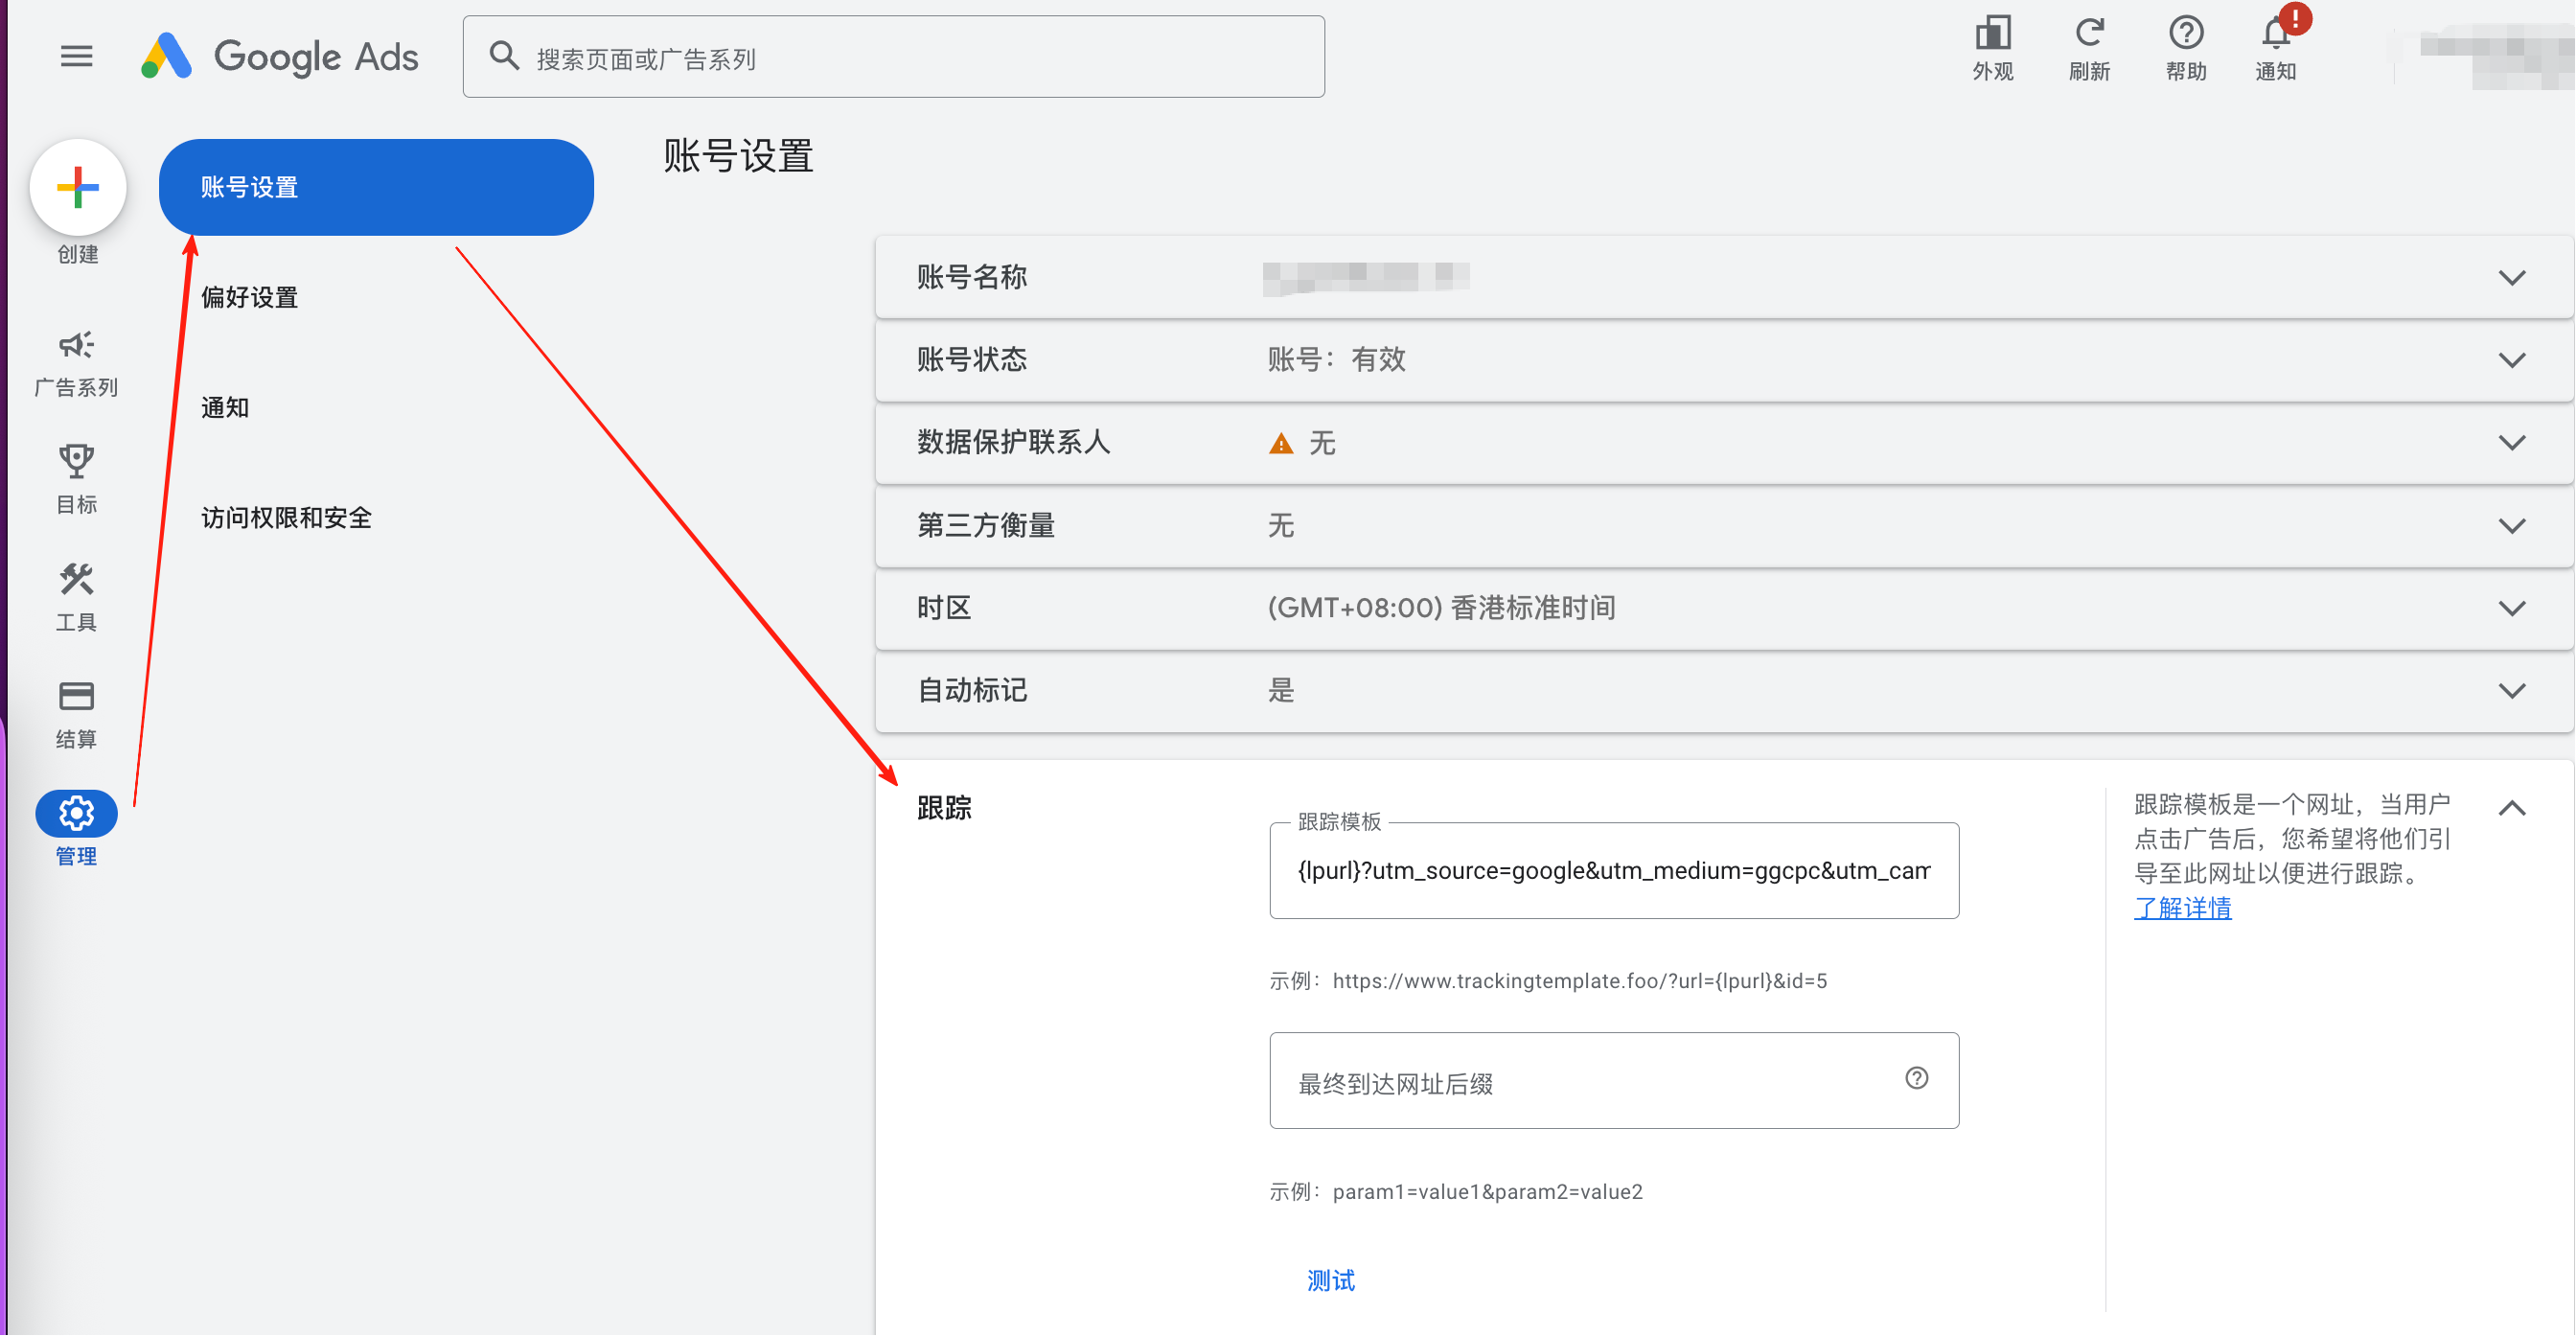 Google Ads
搜索页面或广告系列
外观
刷新
帮助
通知
创建
广告系列
目标
工具
结算
管理
账号设置
偏好设置
通知
访问权限和安全
账号设置
账号名称
账号状态
账号：有效
数据保护联系人
无
第三方衡量
无
时区
(GMT+08:00) 香港标准时间
自动标记
是
跟踪
跟踪模板
{lpurl}?utm_source=google&utm_medium=ggcpc&utm_cam
示例：https://www.trackingtemplate.foo/?url={lpurl}&id=5
最终到达网址后缀
示例：param1=value1&param2=value2
测试
跟踪模板是一个网址，当用户
点击广告后，您希望将他们引
导至此网址以便进行跟踪。
了解详情